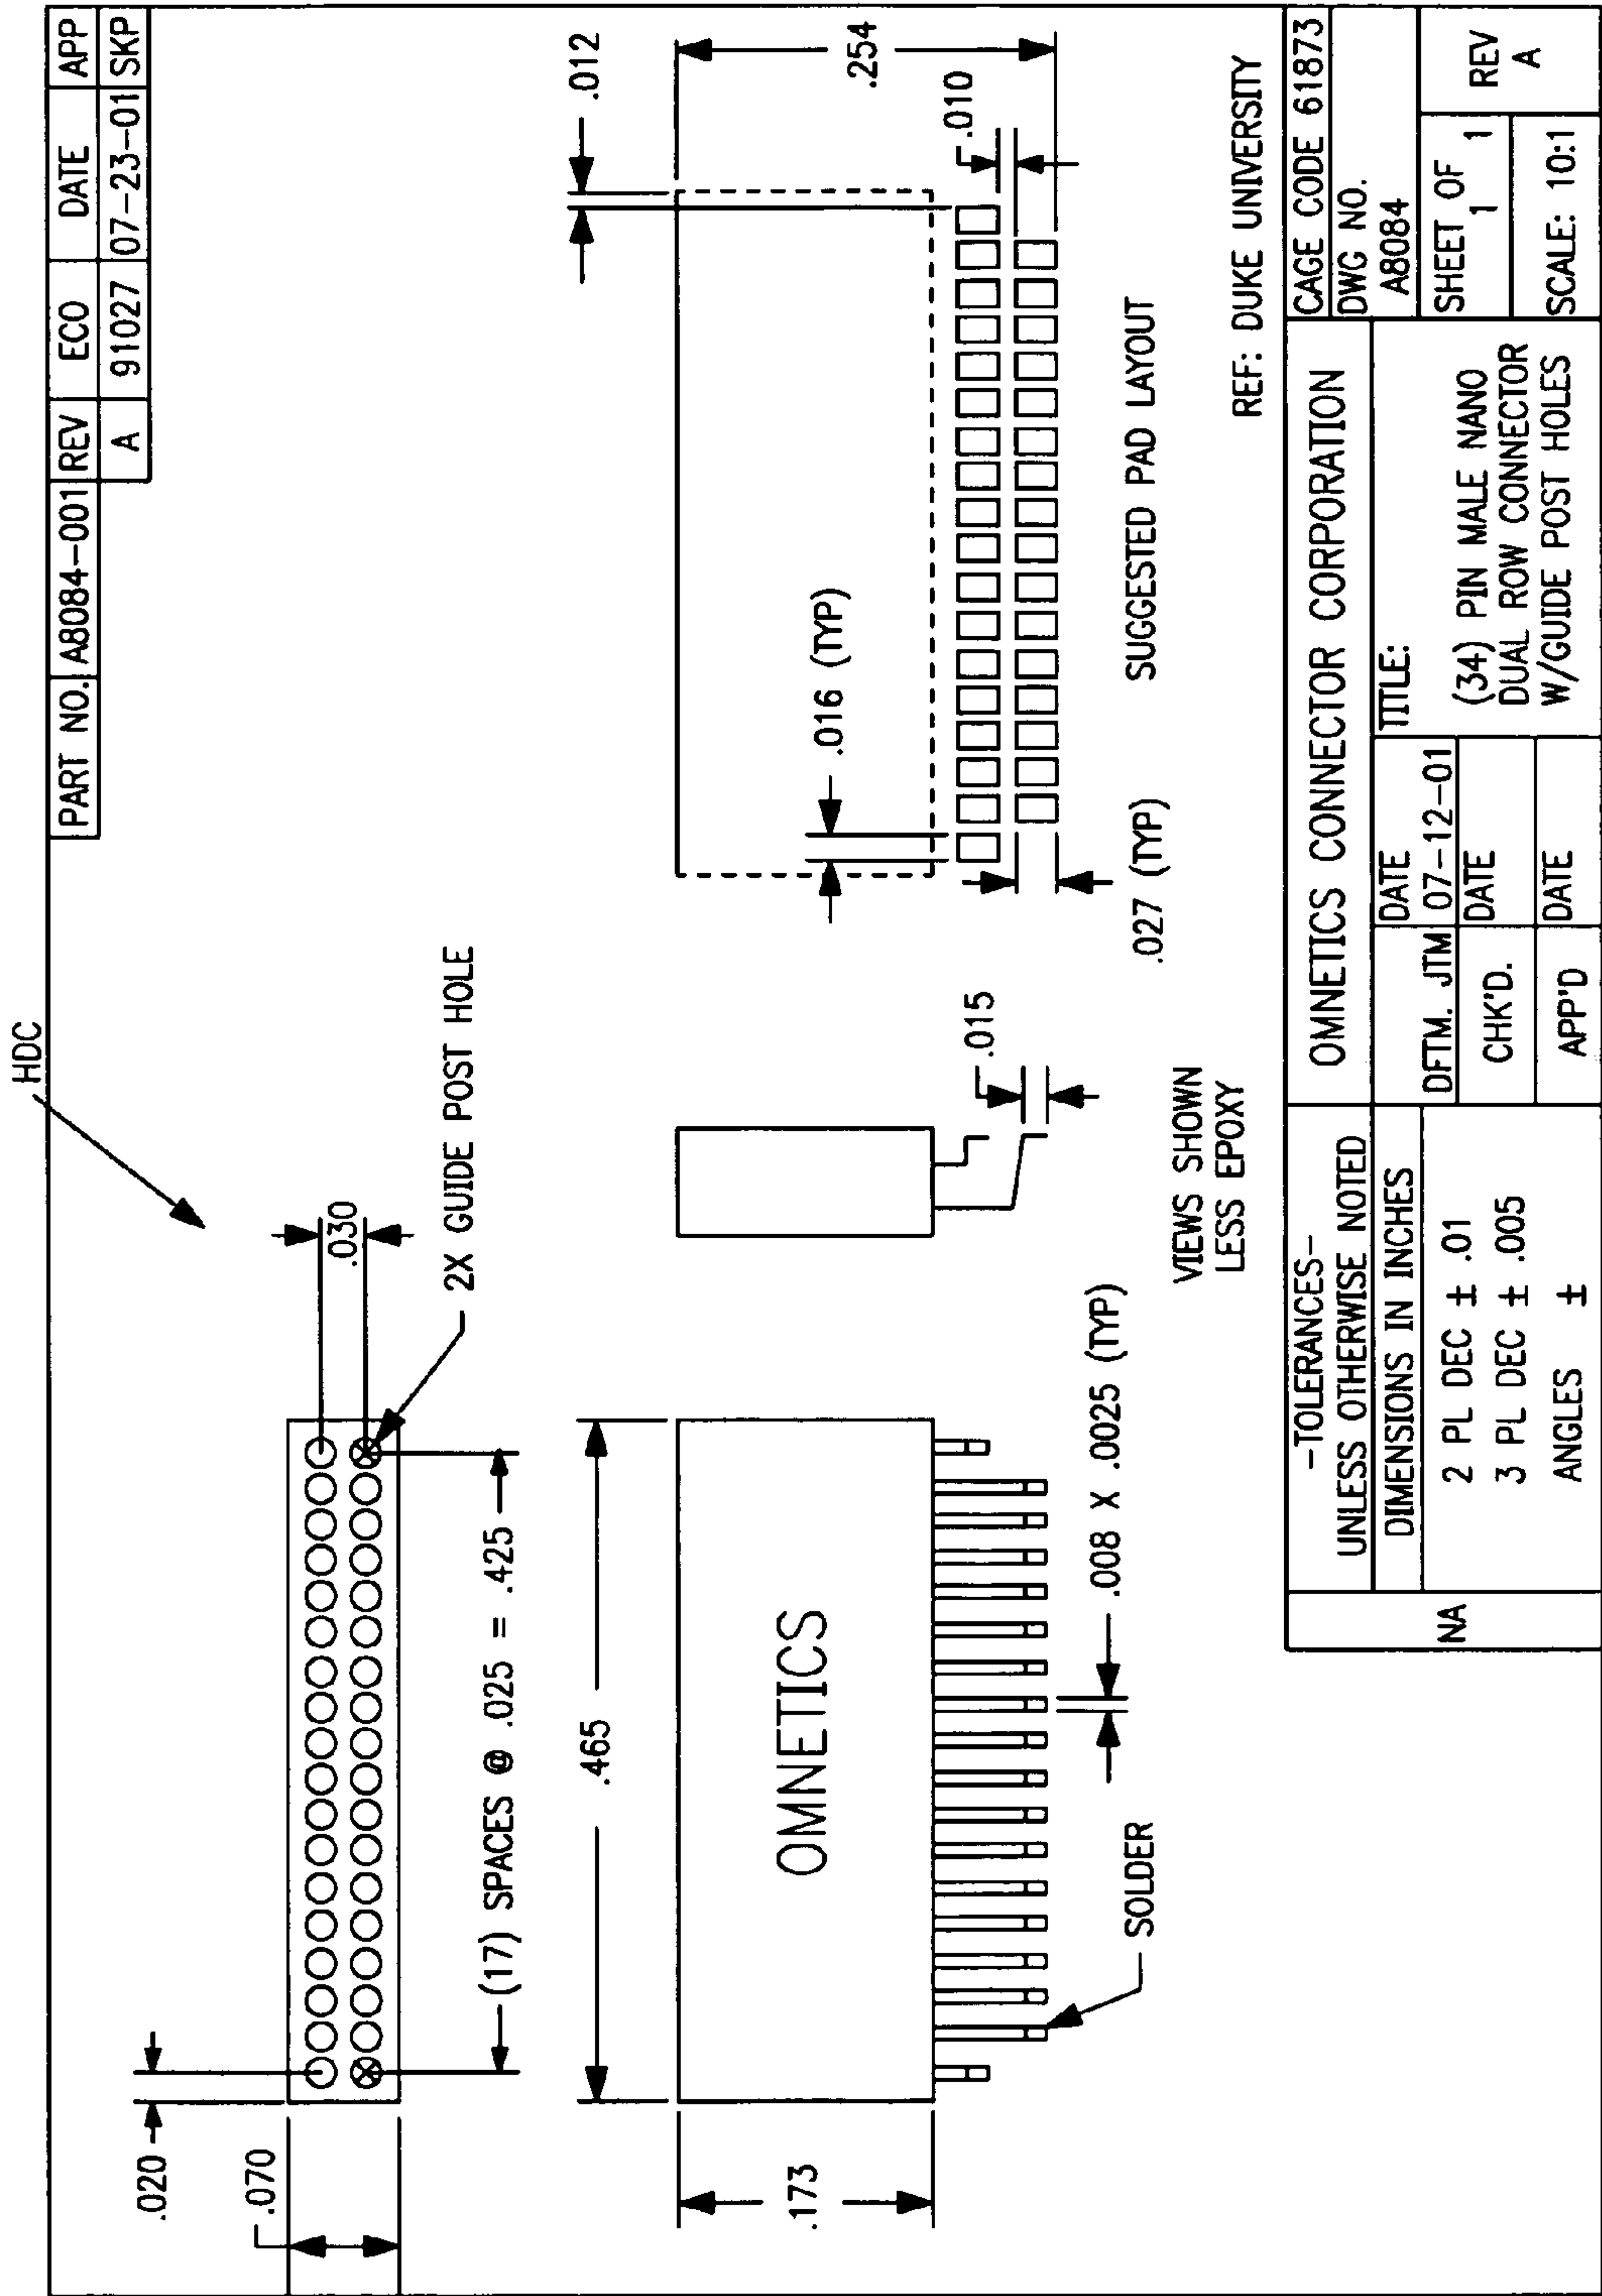 HDC
PART NO. A8084-001 REV ECO DATE APP
A 91027 07-23-01 SKP
.020
.070
.030
2X GUIDE POST HOLE
(17) SPACES @ .025 = .425
.465
.173
OMNETICS
SOLDER
.008 X .0025 (TYP)
.015
VIEWS SHOWN
LESS EPOXY
.012
.254
.010
.016 (TYP)
.027 (TYP)
SUGGESTED PAD LAYOUT
REF: DUKE UNIVERSITY
NA
-TOLERANCES-
UNLESS OTHERWISE NOTED
DIMENSIONS IN INCHES
2 PL DEC ± .01
3 PL DEC ± .005
ANGLES ±
OMNETICS CONNECTOR CORPORATION
DFTM. JTM
DATE
07-12-01
CHK'D.
DATE
APP'D
DATE
TITLE:
(34) PIN MALE NANO
DUAL ROW CONNECTOR
W/GUIDE POST HOLES
CAGE CODE 61873
DWG NO.
A8084
SHEET OF
1 1
REV
A
SCALE: 10:1